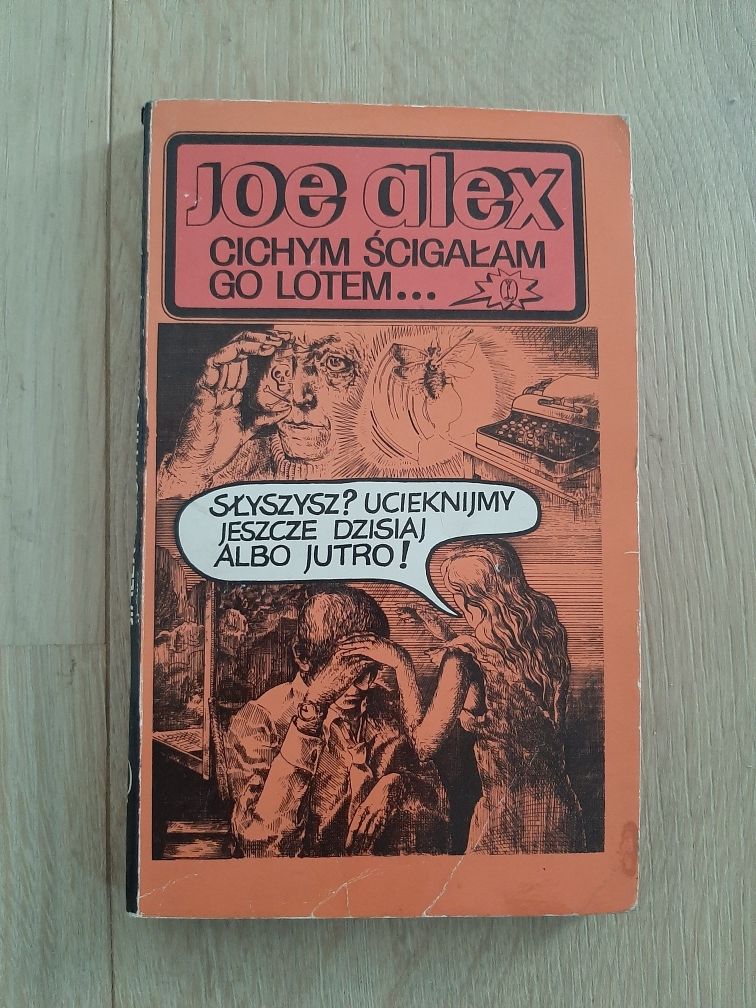 JOE ALEX
CICHYM ŚCIGAŁAM
GO LOTEM...
SŁYSZYSZ? UCIEKNIJMY
JESZCZE DZISIAJ
ALBO JUTRO!